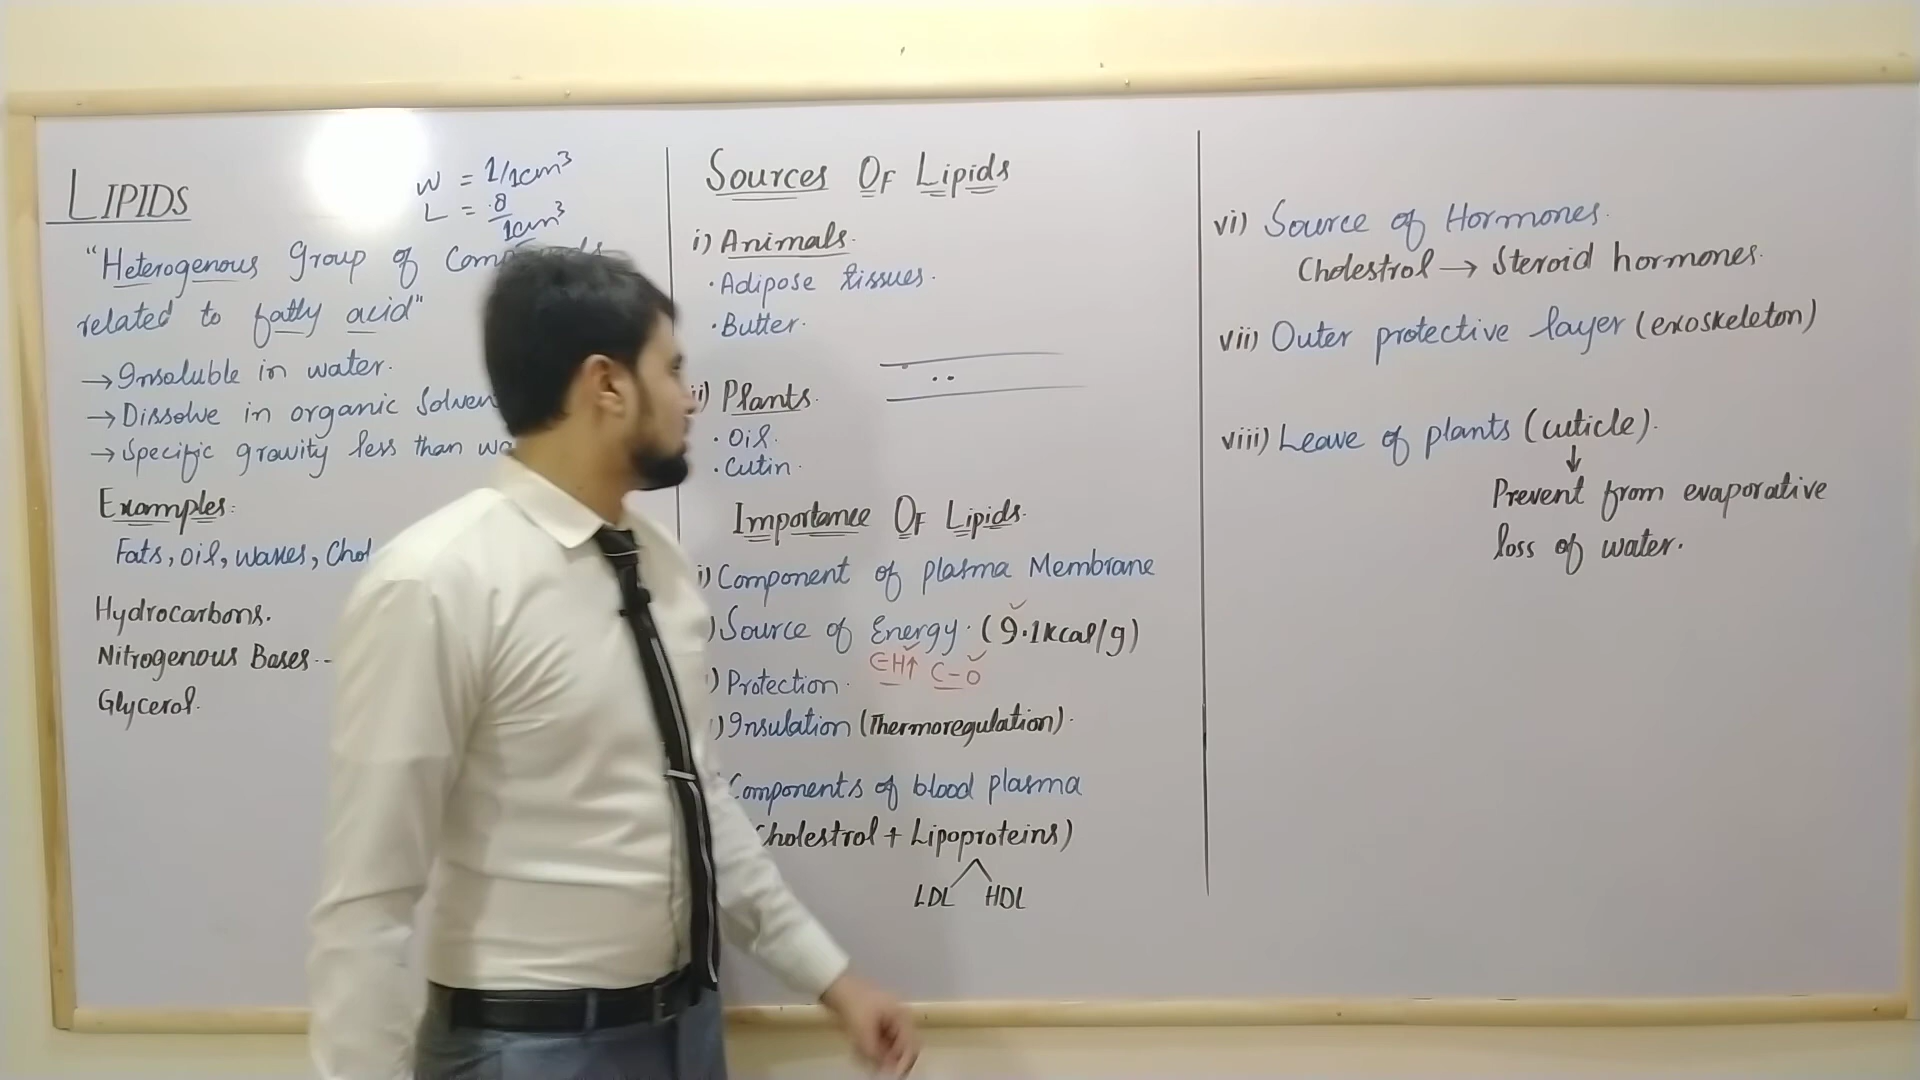 LIPIDS
W = 1/1cm³
L = .8/1cm³
"Heterogenous Group of
related to fatty acid"
→ Insoluble in water.
→ Dissolve in organic
→ Specific gravity less than
Examples:
Fats, oil, waxes,
Hydrocarbons.
Nitrogenous Bases --
Glycerol.
Sources OF Lipids
i) Animals.
· Adipose tissues.
· Butter.
ii) Plants.
· Oil.
· Cutin.
Importance OF Lipids.
i) Component of plasma Membrane
) Source of Energy. (9.1kcal/g)
C-H↑ C-O
) Protection.
) Insulation (Thermoregulation).
Components of blood plasma
Cholestrol + Lipoproteins)
LDL HDL
vi) Source of Hormones.
Cholestrol → Steroid hormones.
vii) Outer protective layer (exoskeleton)
viii) Leave of plants (cuticle).
↓
Prevent from evaporative
loss of water.